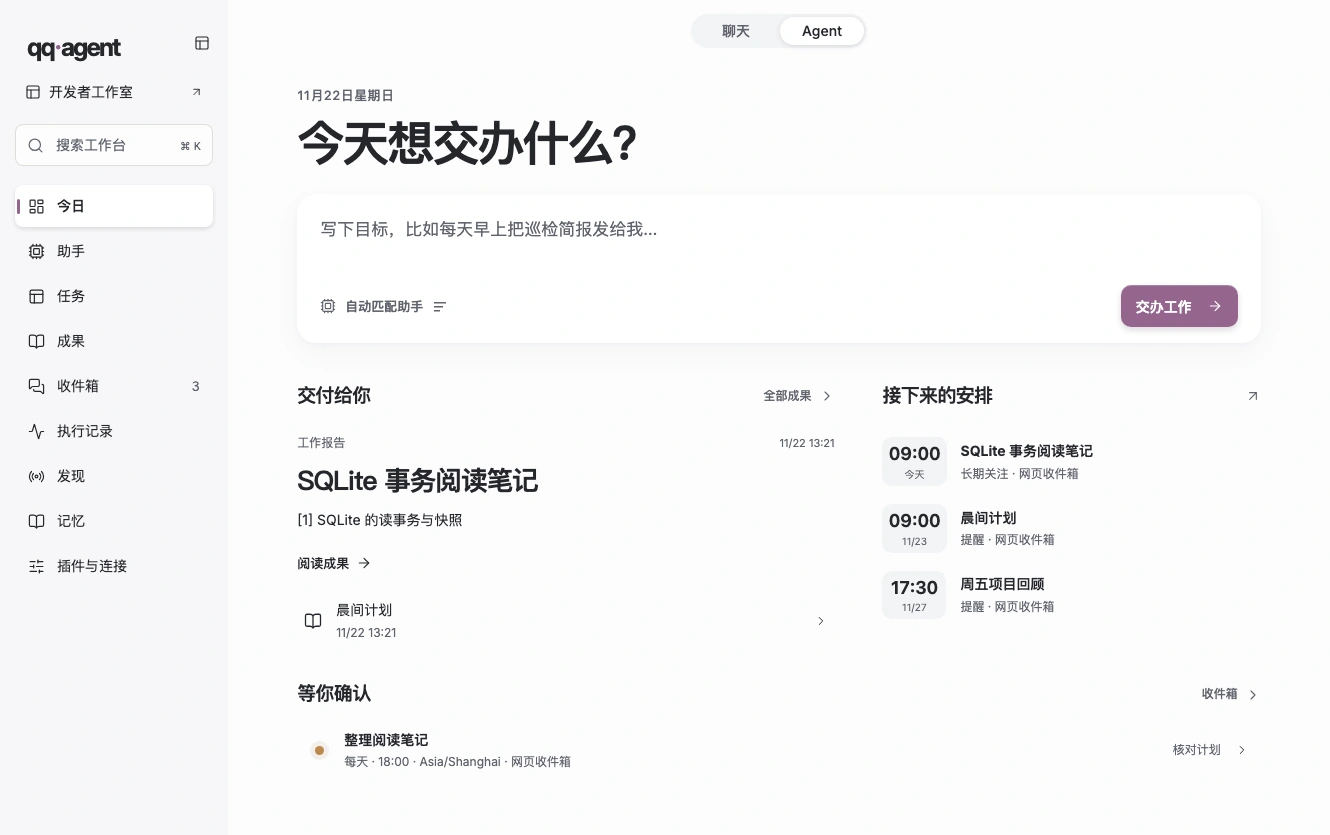 qq·agent
开发者工作室
搜索工作台 ⌘ K
今日
助手
任务
成果
收件箱 3
执行记录
发现
记忆
插件与连接
聊天 Agent
11月22日星期日
今天想交办什么?
写下目标，比如每天早上把巡检简报发给我...
自动匹配助手
交办工作
交付给你 全部成果
工作报告 11/22 13:21
SQLite 事务阅读笔记
[1] SQLite 的读事务与快照
阅读成果
晨间计划
11/22 13:21
接下来的安排
09:00 SQLite 事务阅读笔记
今天 长期关注 · 网页收件箱
09:00 晨间计划
11/23 提醒 · 网页收件箱
17:30 周五项目回顾
11/27 提醒 · 网页收件箱
等你确认 收件箱
整理阅读笔记
每天 · 18:00 · Asia/Shanghai · 网页收件箱
核对计划